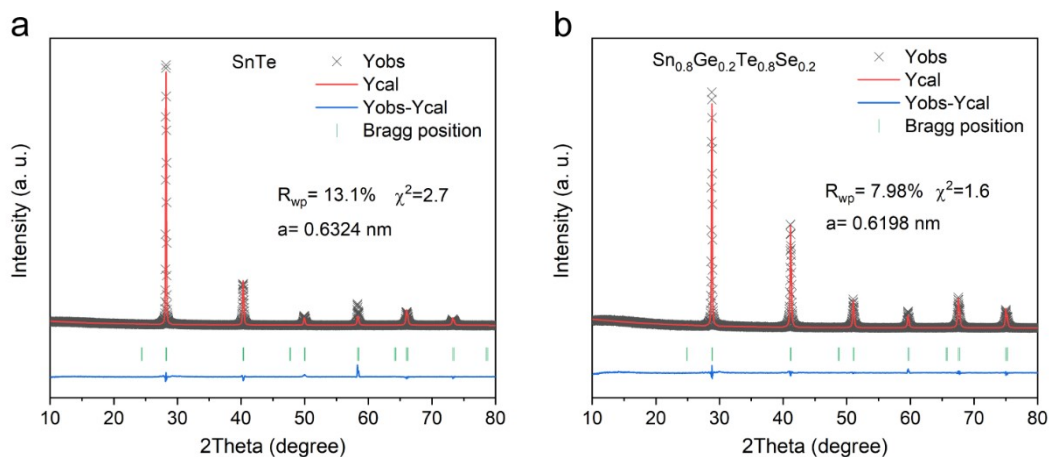 a
SnTe
Yobs
Ycal
Yobs-Ycal
Bragg position
R_wp= 13.1% χ²=2.7
a= 0.6324 nm
Intensity (a. u.)
10 20 30 40 50 60 70 80
2Theta (degree)
b
Sn₀.₈Ge₀.₂Te₀.₈Se₀.₂
Yobs
Ycal
Yobs-Ycal
Bragg position
R_wp= 7.98% χ²=1.6
a= 0.6198 nm
Intensity (a. u.)
10 20 30 40 50 60 70 80
2Theta (degree)